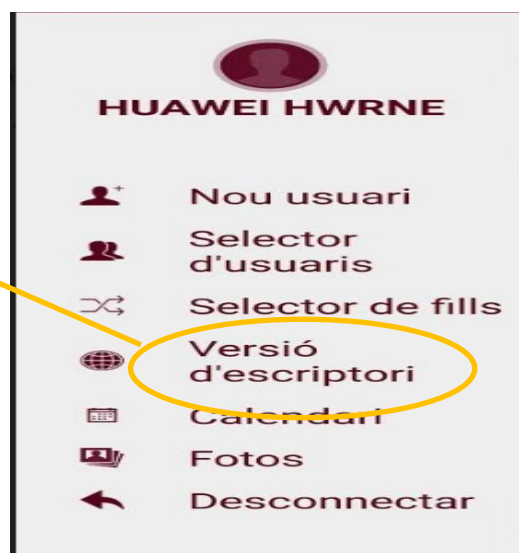 HUAWEI HWRNE
Nou usuari
Selector
d'usuaris
Selector de fills
Versió
d'escriptori
Calendari
Fotos
Desconnectar